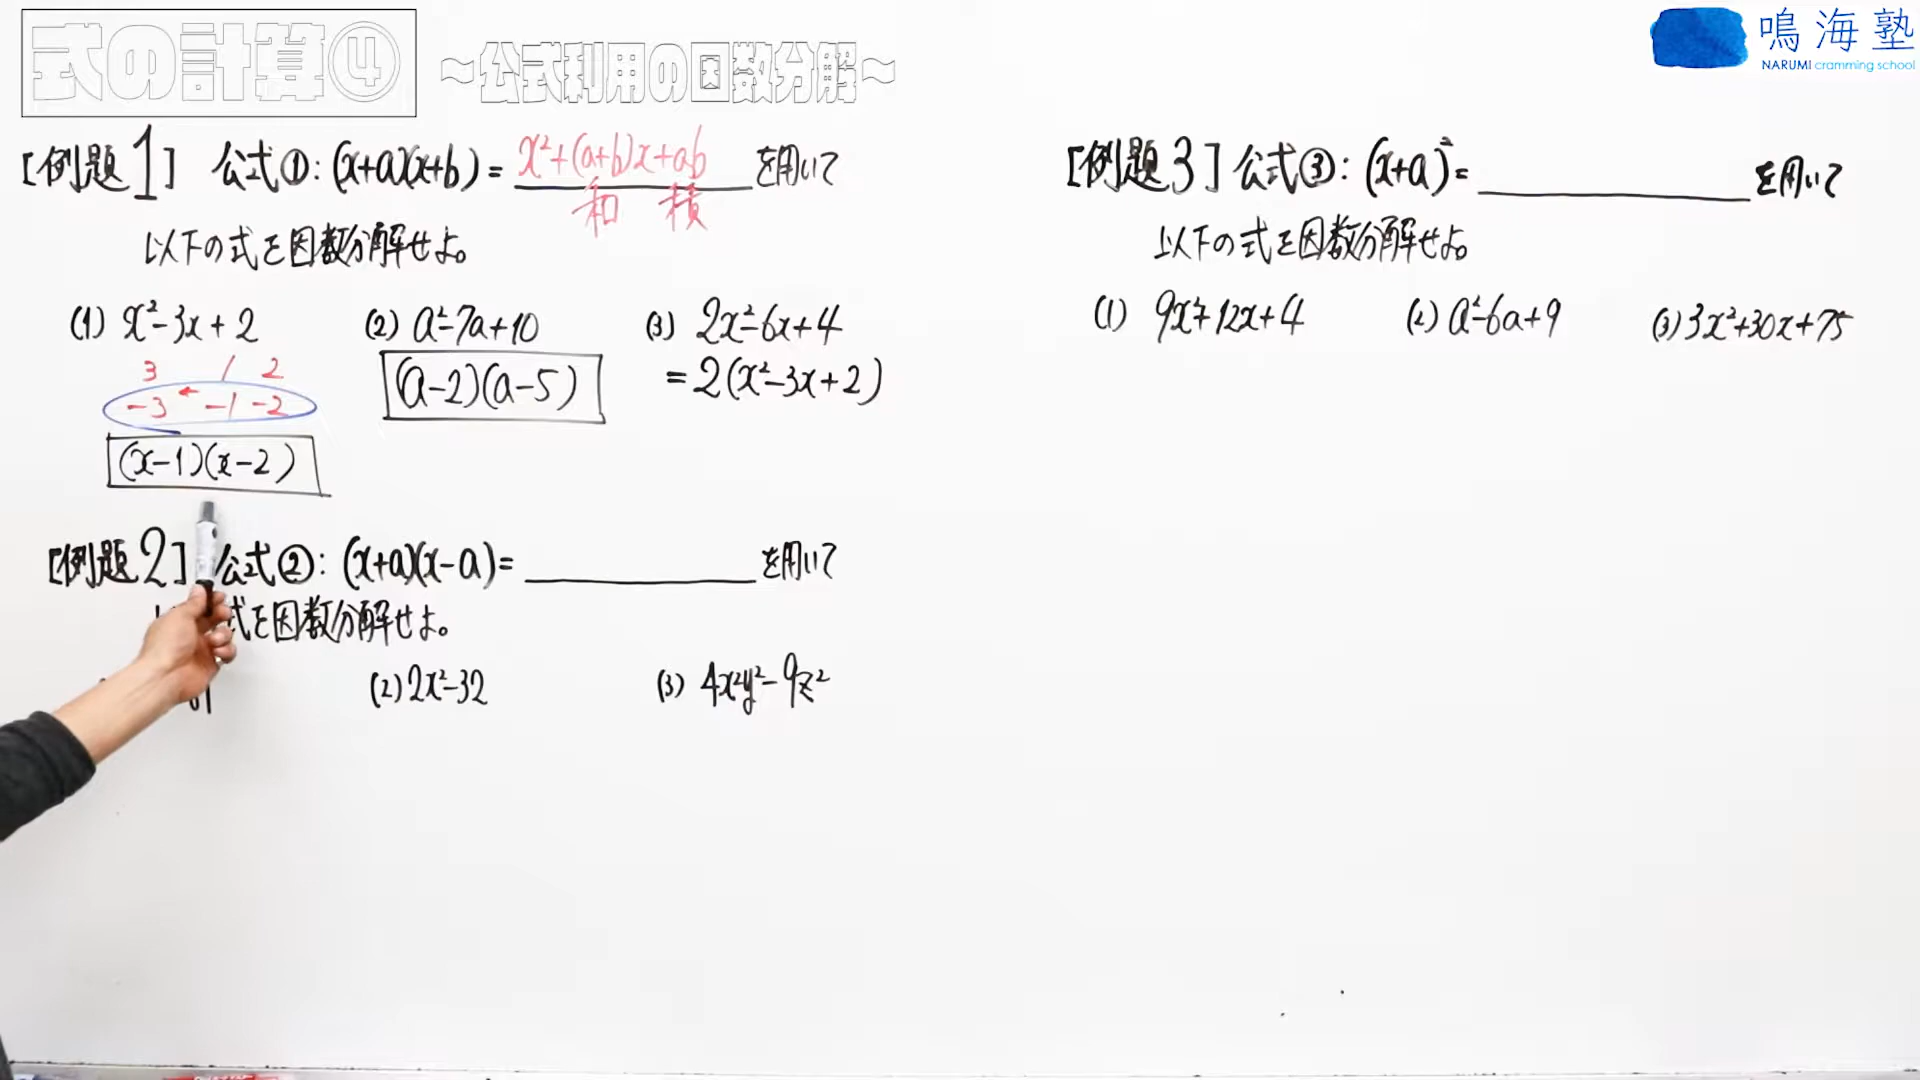 式の計算④ ～公式利用の因数分解～
鳴海塾
NARUMI cramming school
[例題1] 公式①:(x+a)(x+b)= x²+(a+b)x+ab を用いて
和 積
以下の式を因数分解せよ。
(1) x²-3x+2 (2) a²-7a+10 (3) 2x²-6x+4
3 1 2
-3 ← -1 -2
(a-2)(a-5)
=2(x²-3x+2)
(x-1)(x-2)
[例題2] 公式②:(x+a)(x-a)= を用いて
式を因数分解せよ。
(2) 2x²-32 (3) 4x²y²-9z²
[例題3] 公式③:(x+a)²= を用いて
以下の式を因数分解せよ。
(1) 9x²+12x+4 (2) a²-6a+9 (3) 3x²+30x+75